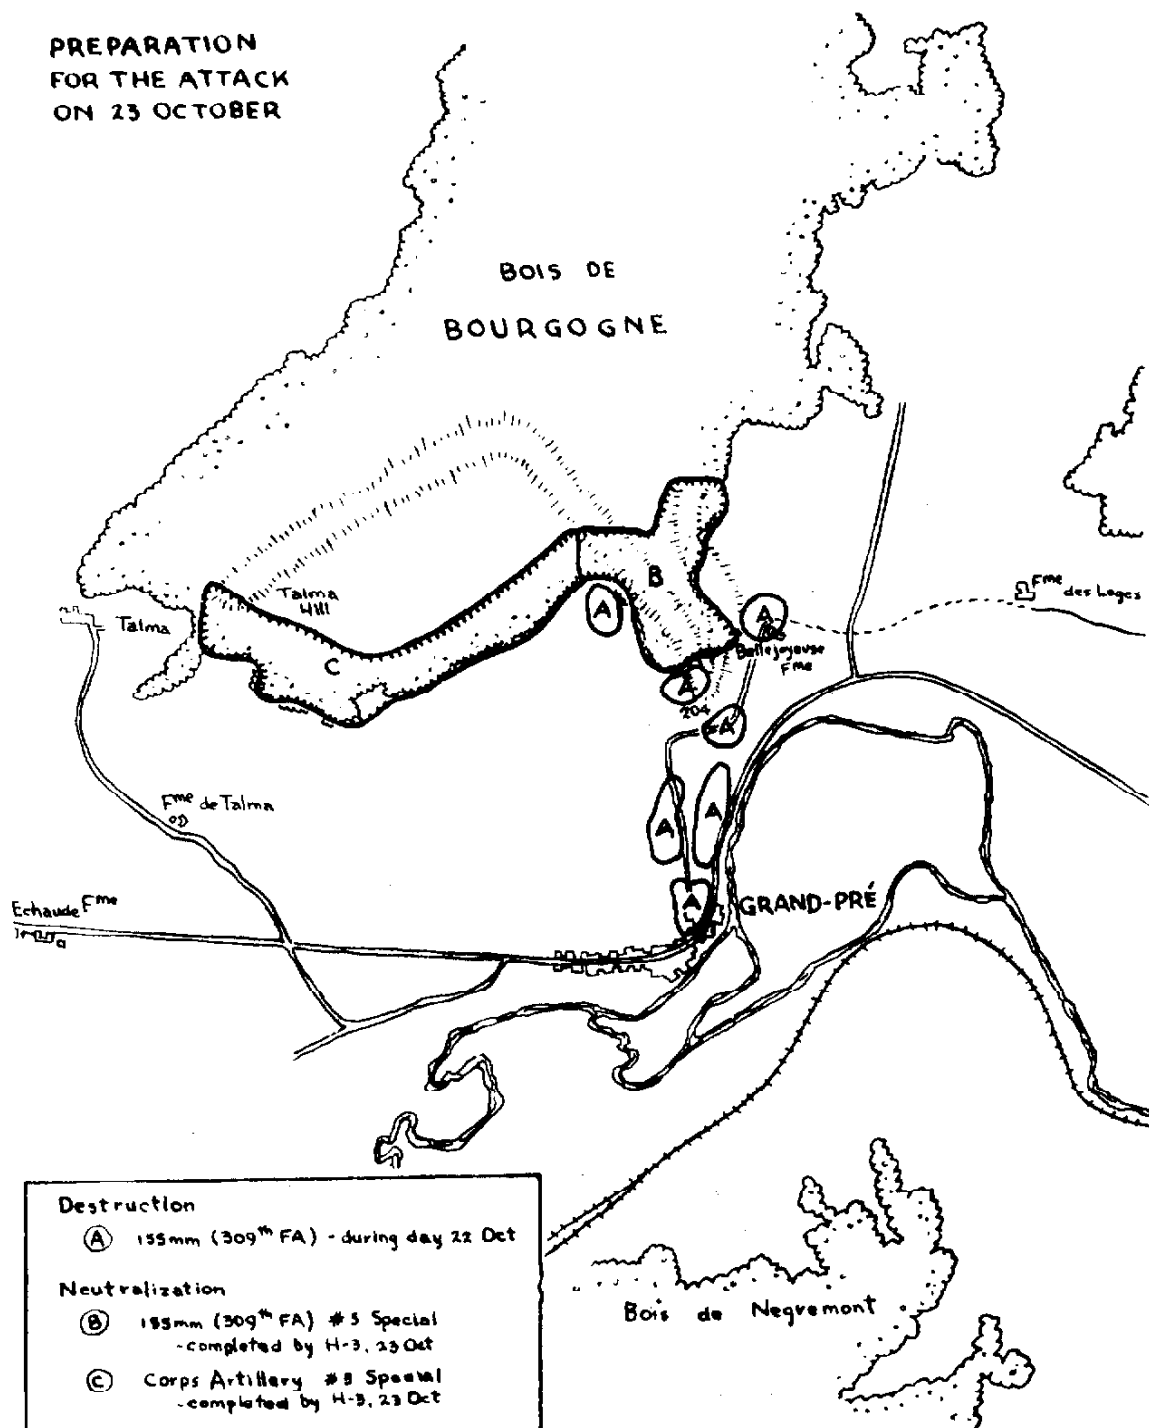 PREPARATION
FOR THE ATTACK
ON 23 OCTOBER
BOIS DE
BOURGOGNE
Talma
Hill
Talma
B
C
A
A
Fme des Loges
Bellejoyeuse
Fme
A
204
A
Fme de Talma
A
A
A
GRAND-PRÉ
Echaude Fme
Bois de Negremont
Destruction
A 155mm (309th FA) - during day 22 Oct
Neutralization
B 155mm (309th FA) #5 Special
- completed by H-3, 23 Oct
C Corps Artillery #5 Special
- completed by H-3, 23 Oct